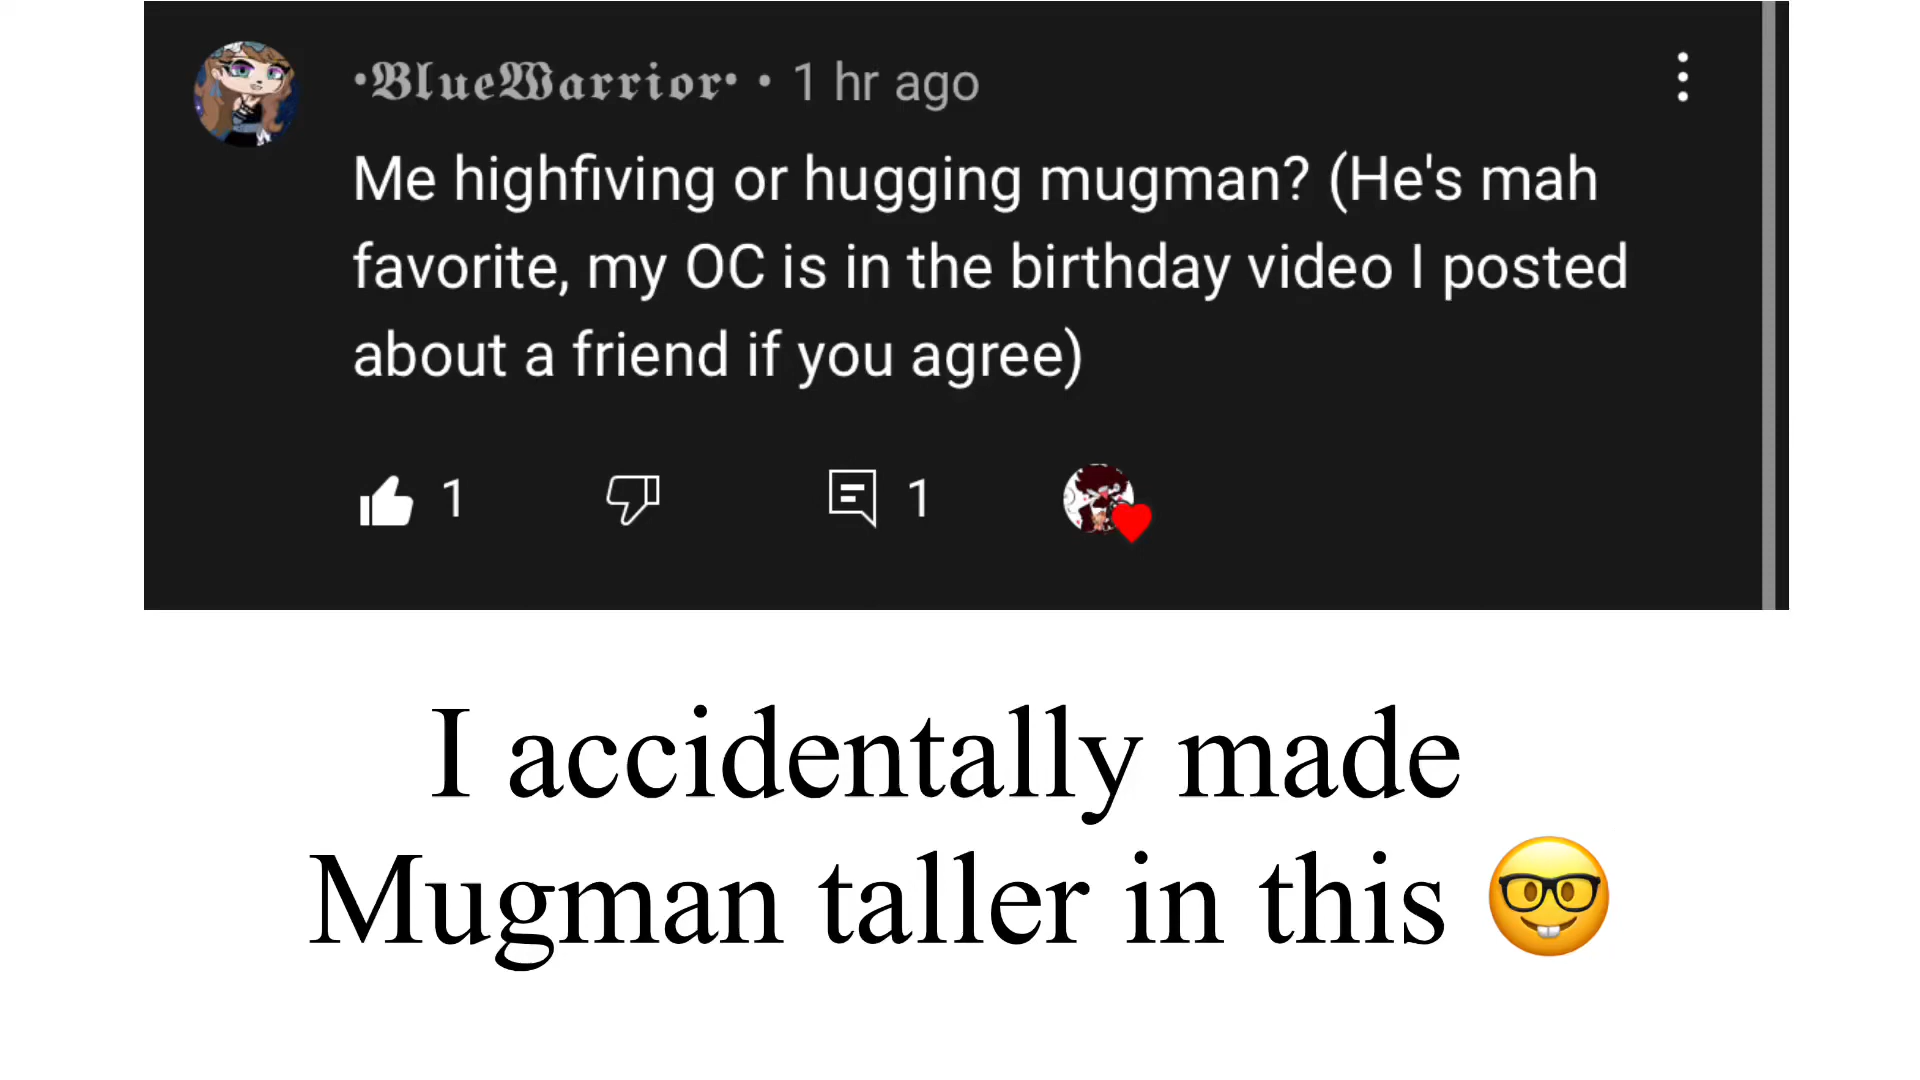 •𝕭𝖑𝖚𝖊𝖂𝖆𝖗𝖗𝖎𝖔𝖗• • 1 hr ago
Me highfiving or hugging mugman? (He's mah
favorite, my OC is in the birthday video I posted
about a friend if you agree)
1 1
I accidentally made
Mugman taller in this 🤓